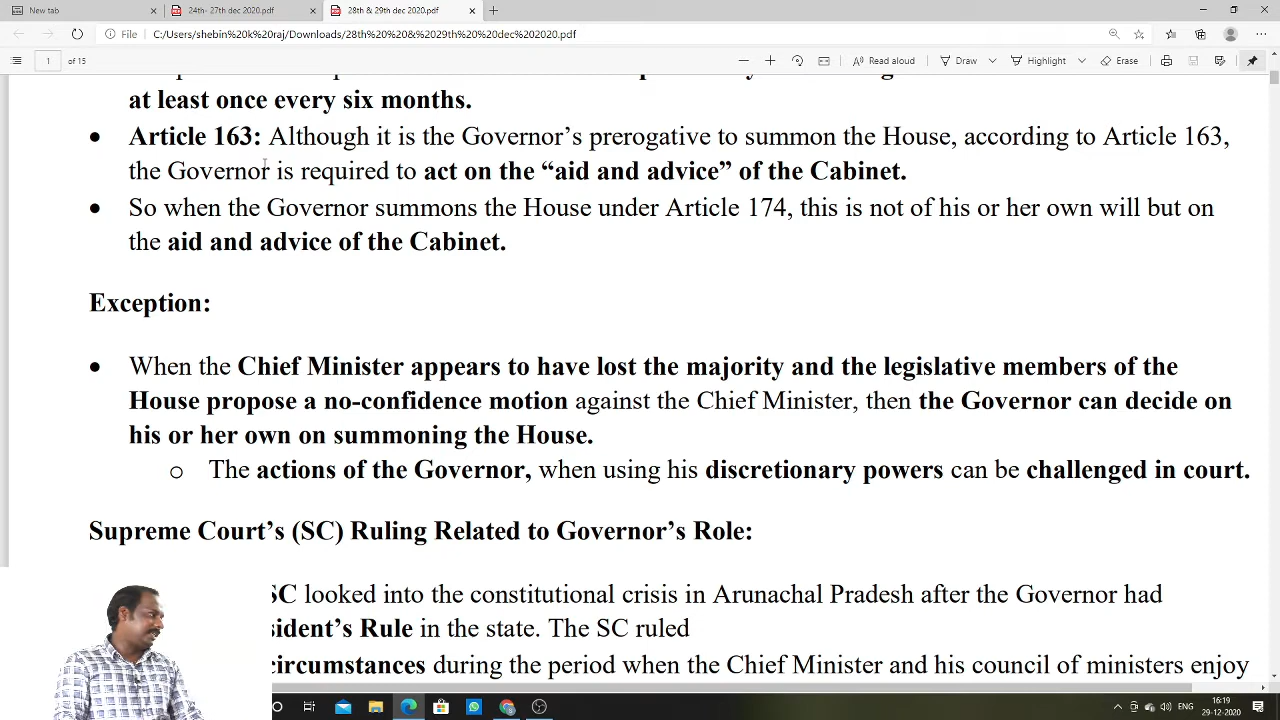 New tab
24th- 27th dec 2020.pdf
28th & 29th dec 2020.pdf
File
C:/Users/shebin%20k%20raj/Downloads/28th%20%20&%2029th%20%20dec%202020.pdf
1 of 15
Read aloud
Draw
Highlight
Erase
at least once every six months.
• Article 163: Although it is the Governor’s prerogative to summon the House, according to Article 163,
the Governor is required to act on the “aid and advice” of the Cabinet.
• So when the Governor summons the House under Article 174, this is not of his or her own will but on
the aid and advice of the Cabinet.
Exception:
• When the Chief Minister appears to have lost the majority and the legislative members of the
House propose a no-confidence motion against the Chief Minister, then the Governor can decide on
his or her own on summoning the House.
o The actions of the Governor, when using his discretionary powers can be challenged in court.
Supreme Court’s (SC) Ruling Related to Governor’s Role:
SC looked into the constitutional crisis in Arunachal Pradesh after the Governor had
sident’s Rule in the state. The SC ruled
circumstances during the period when the Chief Minister and his council of ministers enjoy
ENG
16:19
29-12-2020